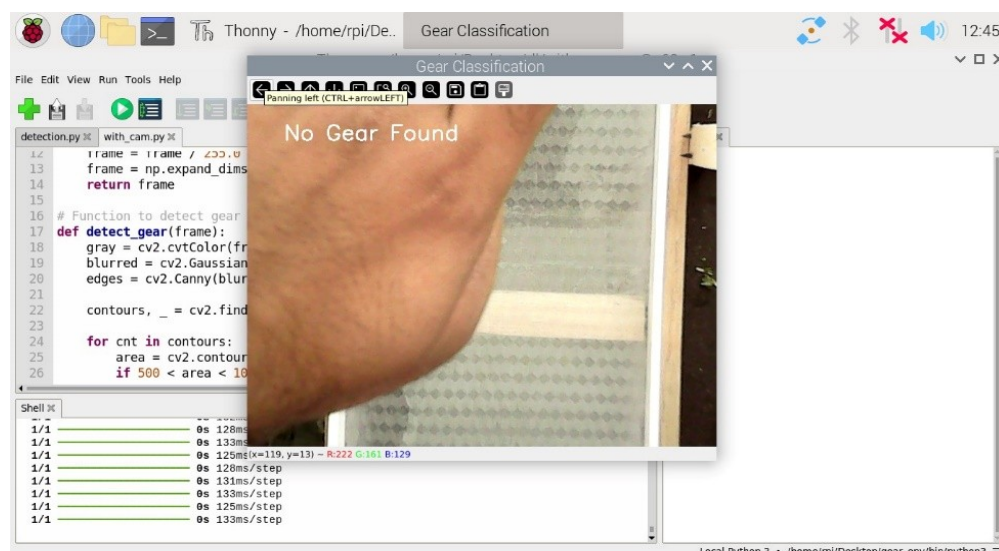 Thonny - /home/rpi/De..
Gear Classification
12:45
Gear Classification
File Edit View Run Tools Help
Panning left (CTRL+arrowLEFT)
detection.py
with_cam.py
No Gear Found
12 frame = frame / 255.0
13 frame = np.expand_dims
14 return frame
15
16 # Function to detect gear
17 def detect_gear(frame):
18 gray = cv2.cvtColor(fr
19 blurred = cv2.Gaussian
20 edges = cv2.Canny(blur
21
22 contours, _ = cv2.find
23
24 for cnt in contours:
25 area = cv2.contour
26 if 500 < area < 10
Shell
1/1 0s 128ms
1/1 0s 133ms
1/1 0s 125ms
(x=119, y=13) ~ R:222 G:161 B:129
1/1 0s 128ms/step
1/1 0s 131ms/step
1/1 0s 133ms/step
1/1 0s 125ms/step
1/1 0s 133ms/step
Local Python 3 • /home/rpi/Desktop/gear_env/bin/python3